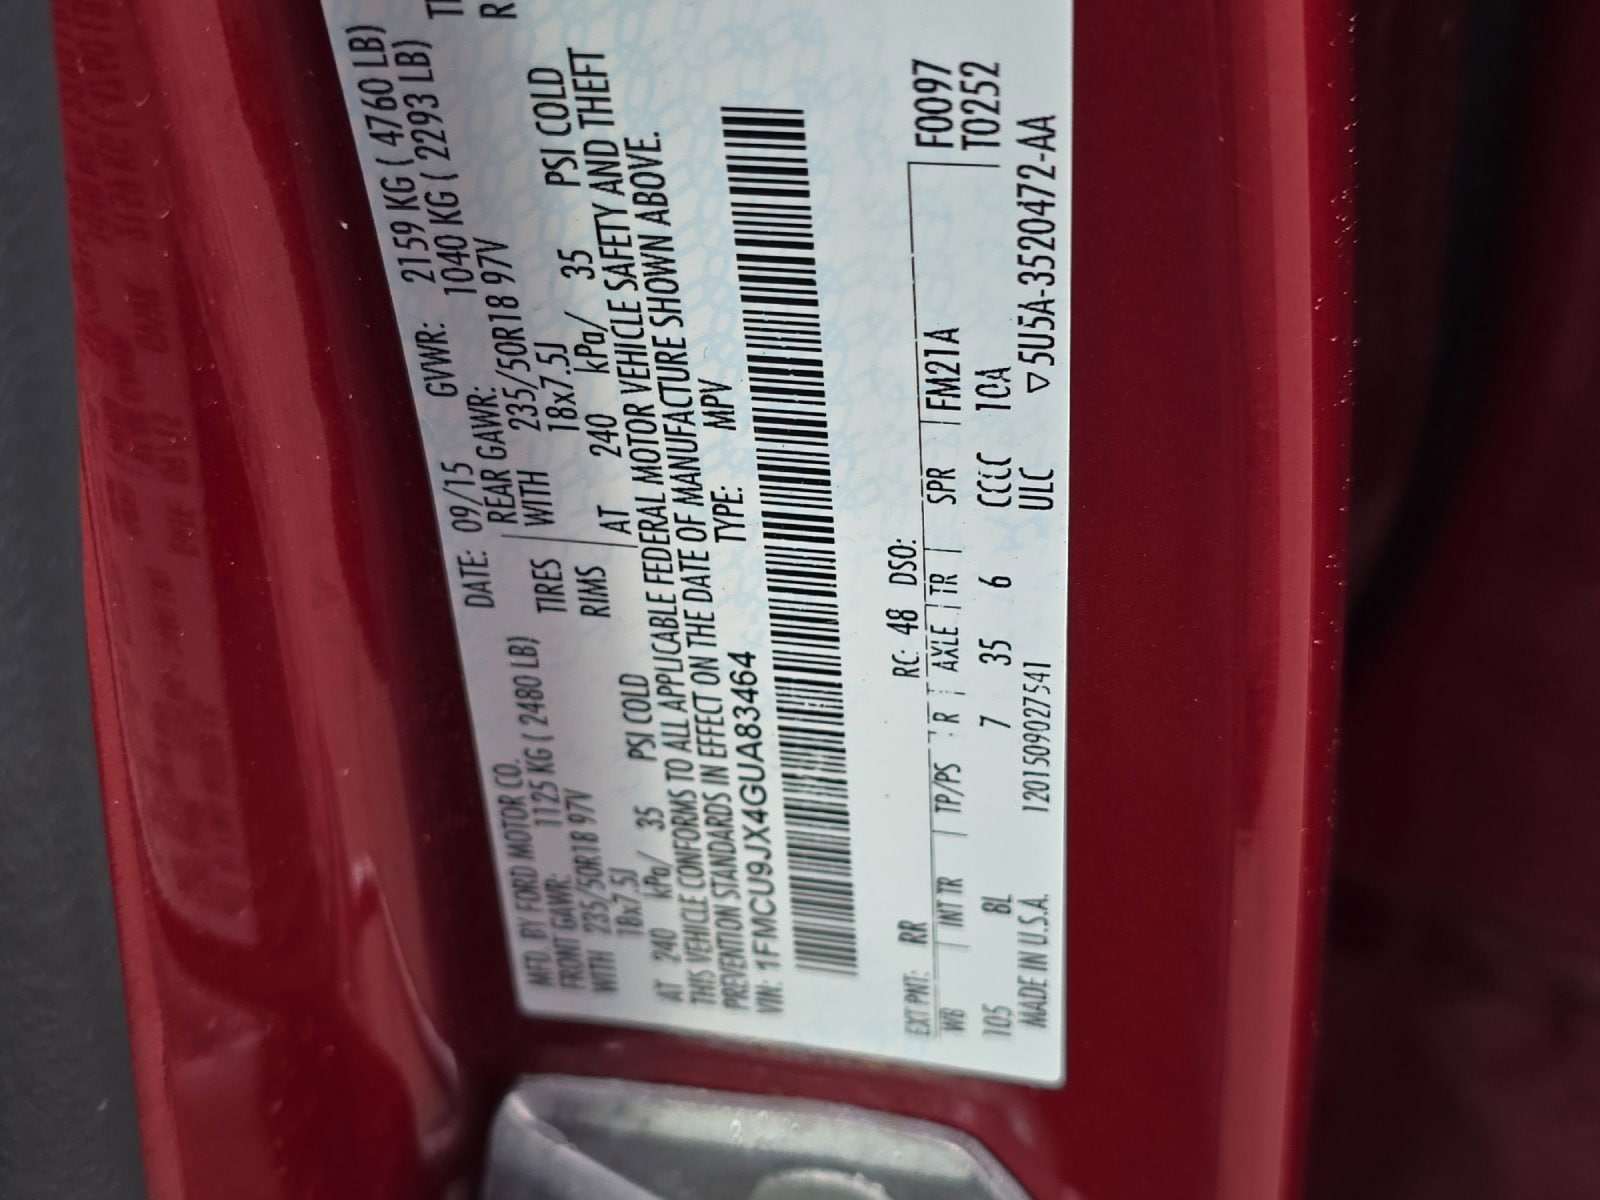 MFD. BY FORD MOTOR CO. DATE: 09/15 GVWR: 2159 KG ( 4760 LB)
FRONT GAWR: 1125 KG ( 2480 LB) REAR GAWR: 1040 KG ( 2293 LB)
WITH 235/50R18 97V TIRES WITH 235/50R18 97V
18x7.5J RIMS 18x7.5J
AT 240 kPa/ 35 PSI COLD AT 240 kPa/ 35 PSI COLD
THIS VEHICLE CONFORMS TO ALL APPLICABLE FEDERAL MOTOR VEHICLE SAFETY AND THEFT
PREVENTION STANDARDS IN EFFECT ON THE DATE OF MANUFACTURE SHOWN ABOVE.
VIN: 1FMCU9JX4GUA83464 TYPE: MPV
EXT PNT: RR RC: 48 DSO: F0097
WB INT TR TP/PS R AXLE TR SPR FM21A T0252
105 8L 7 35 6 CCCC 10A
MADE IN U.S.A. 1201509027541 ULC ▽5U5A-3520472-AA